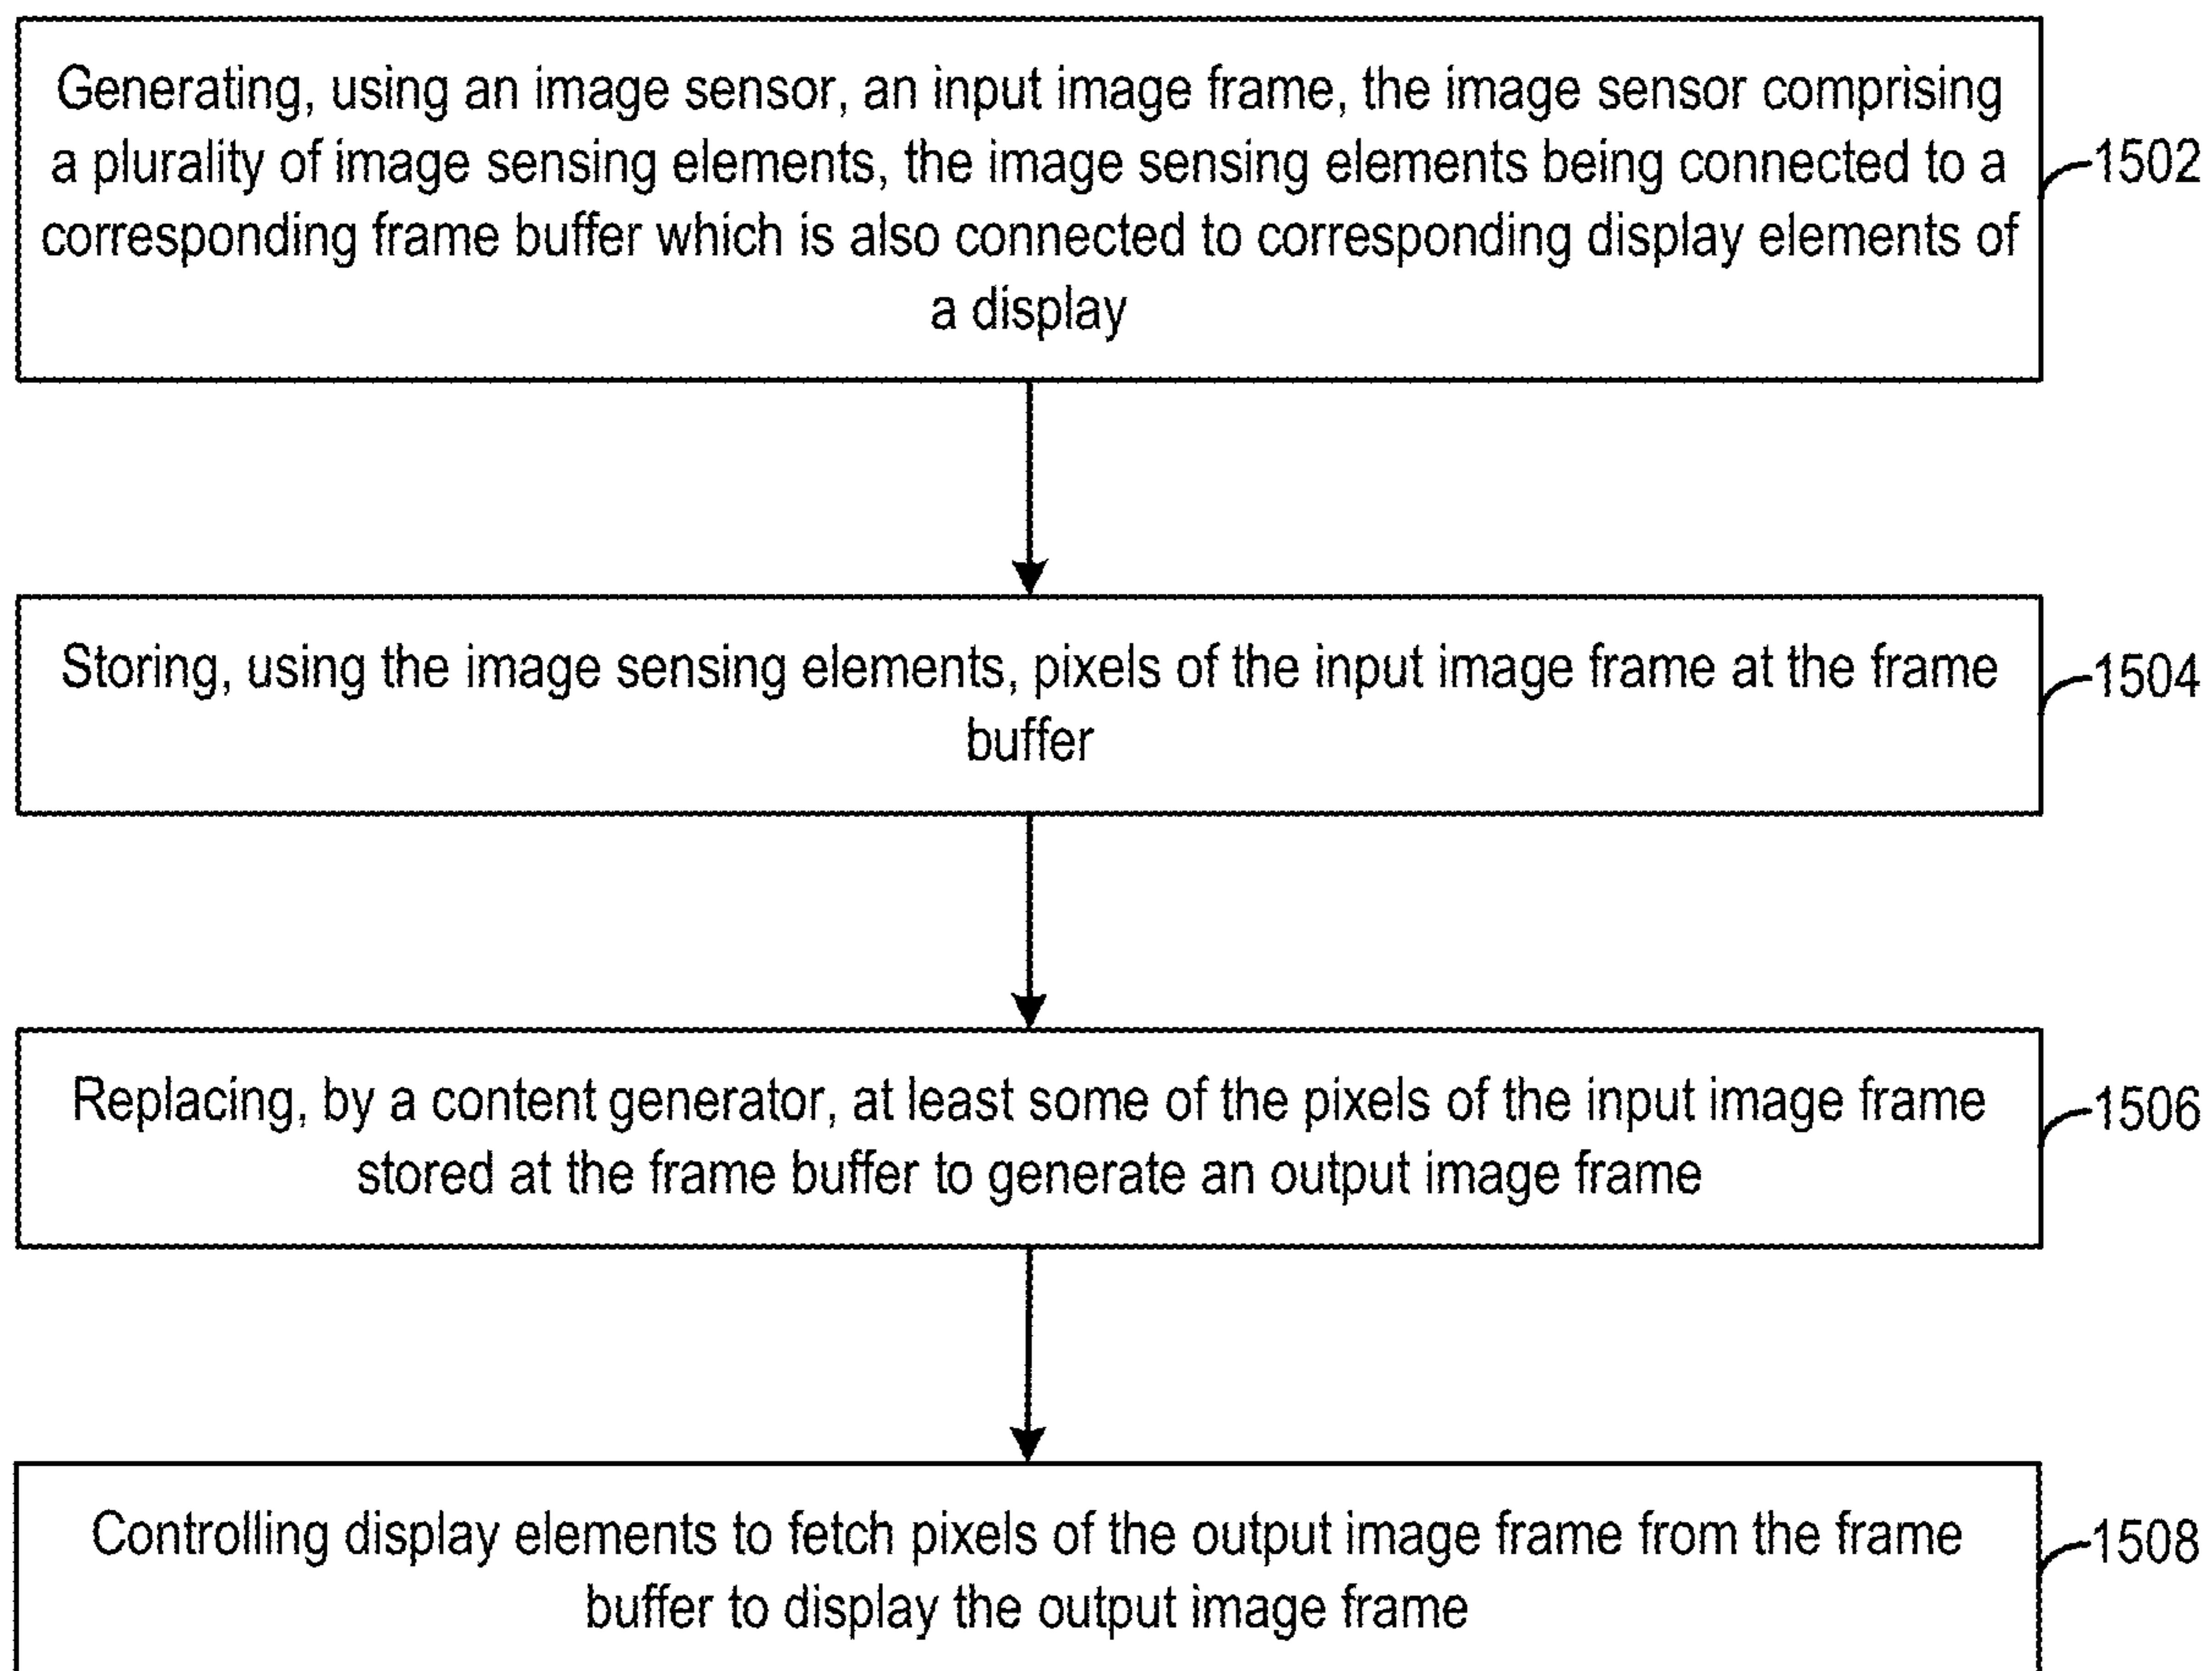 Generating, using an image sensor, an input image frame, the image sensor comprising
a plurality of image sensing elements, the image sensing elements being connected to a
corresponding frame buffer which is also connected to corresponding display elements of
a display
1502
Storing, using the image sensing elements, pixels of the input image frame at the frame
buffer
1504
Replacing, by a content generator, at least some of the pixels of the input image frame
stored at the frame buffer to generate an output image frame
1506
Controlling display elements to fetch pixels of the output image frame from the frame
buffer to display the output image frame
1508